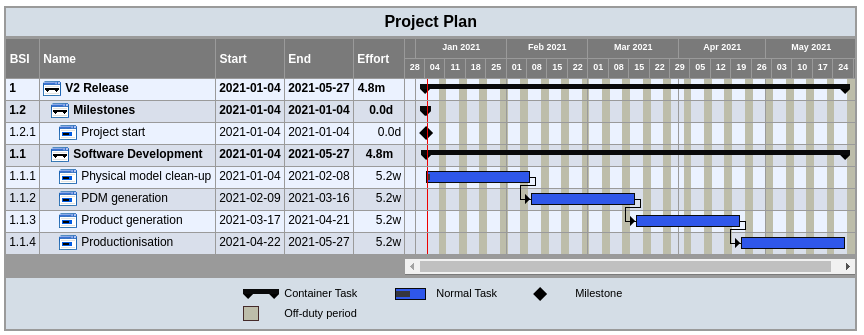 Project Plan
BSI Name Start End Effort Jan 2021 Feb 2021 Mar 2021 Apr 2021 May 2021
28 04 11 18 25 01 08 15 22 01 08 15 22 29 05 12 19 26 03 10 17 24
1 V2 Release 2021-01-04 2021-05-27 4.8m
1.2 Milestones 2021-01-04 2021-01-04 0.0d
1.2.1 Project start 2021-01-04 2021-01-04 0.0d
1.1 Software Development 2021-01-04 2021-05-27 4.8m
1.1.1 Physical model clean-up 2021-01-04 2021-02-08 5.2w
1.1.2 PDM generation 2021-02-09 2021-03-16 5.2w
1.1.3 Product generation 2021-03-17 2021-04-21 5.2w
1.1.4 Productionisation 2021-04-22 2021-05-27 5.2w
Container Task Normal Task Milestone
Off-duty period